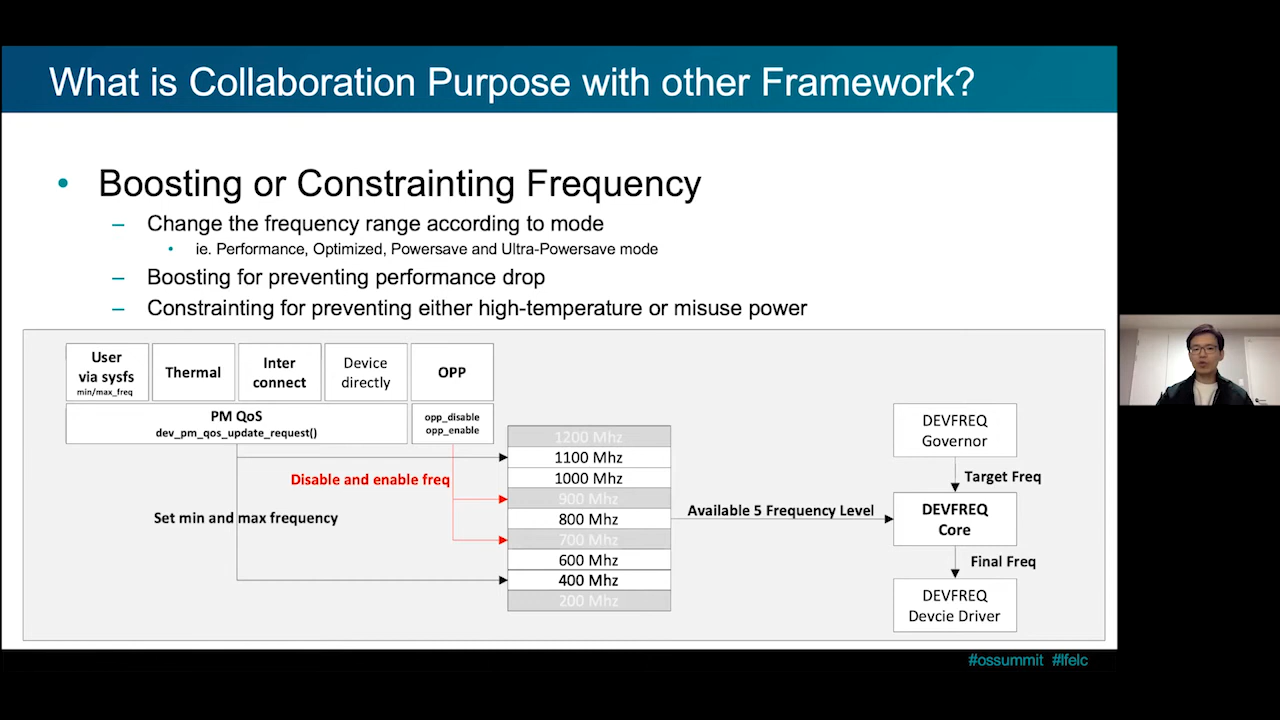 What is Collaboration Purpose with other Framework?
• Boosting or Constrainting Frequency
– Change the frequency range according to mode
• ie. Performance, Optimized, Powersave and Ultra-Powersave mode
– Boosting for preventing performance drop
– Constrainting for preventing either high-temperature or misuse power
User
via sysfs
min/max_freq
Thermal
Inter
connect
Device
directly
OPP
PM QoS
dev_pm_qos_update_request()
opp_disable
opp_enable
Disable and enable freq
Set min and max frequency
1200 Mhz
1100 Mhz
1000 Mhz
900 Mhz
800 Mhz
700 Mhz
600 Mhz
400 Mhz
200 Mhz
Available 5 Frequency Level
DEVFREQ
Governor
Target Freq
DEVFREQ
Core
Final Freq
DEVFREQ
Devcie Driver
#ossummit #lfelc